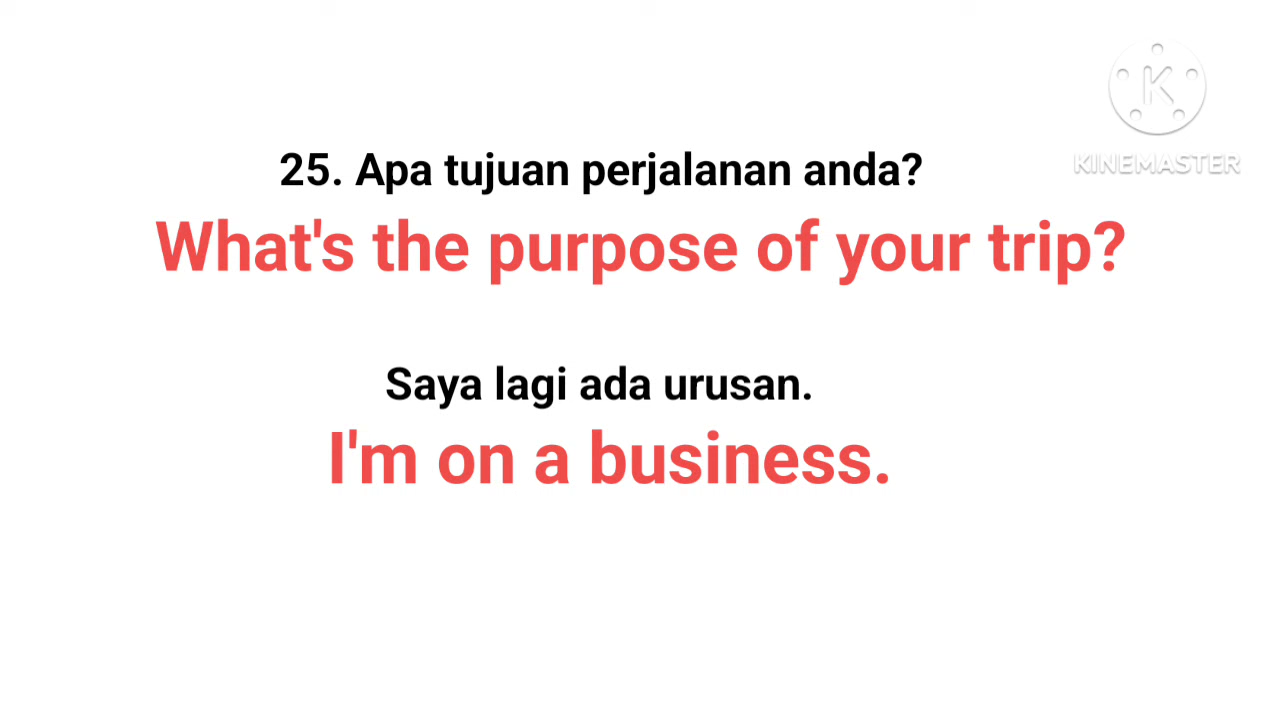 KINEMASTER
25. Apa tujuan perjalanan anda?
What's the purpose of your trip?
Saya lagi ada urusan.
I'm on a business.